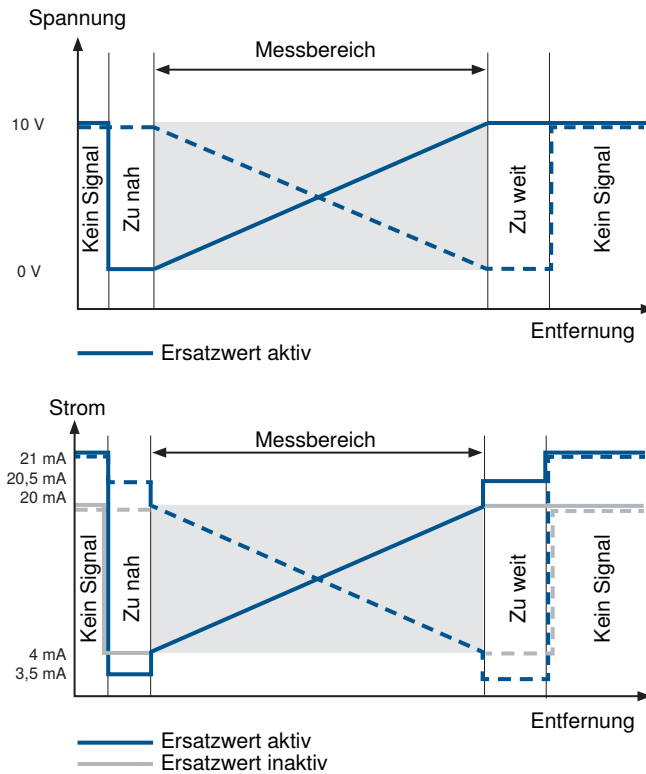 Spannung
Messbereich
10 V
Kein Signal
Zu nah
Zu weit
Kein Signal
0 V
Entfernung
Ersatzwert aktiv
Strom
Messbereich
21 mA
20,5 mA
20 mA
Kein Signal
Zu nah
Zu weit
Kein Signal
4 mA
3,5 mA
Entfernung
Ersatzwert aktiv
Ersatzwert inaktiv